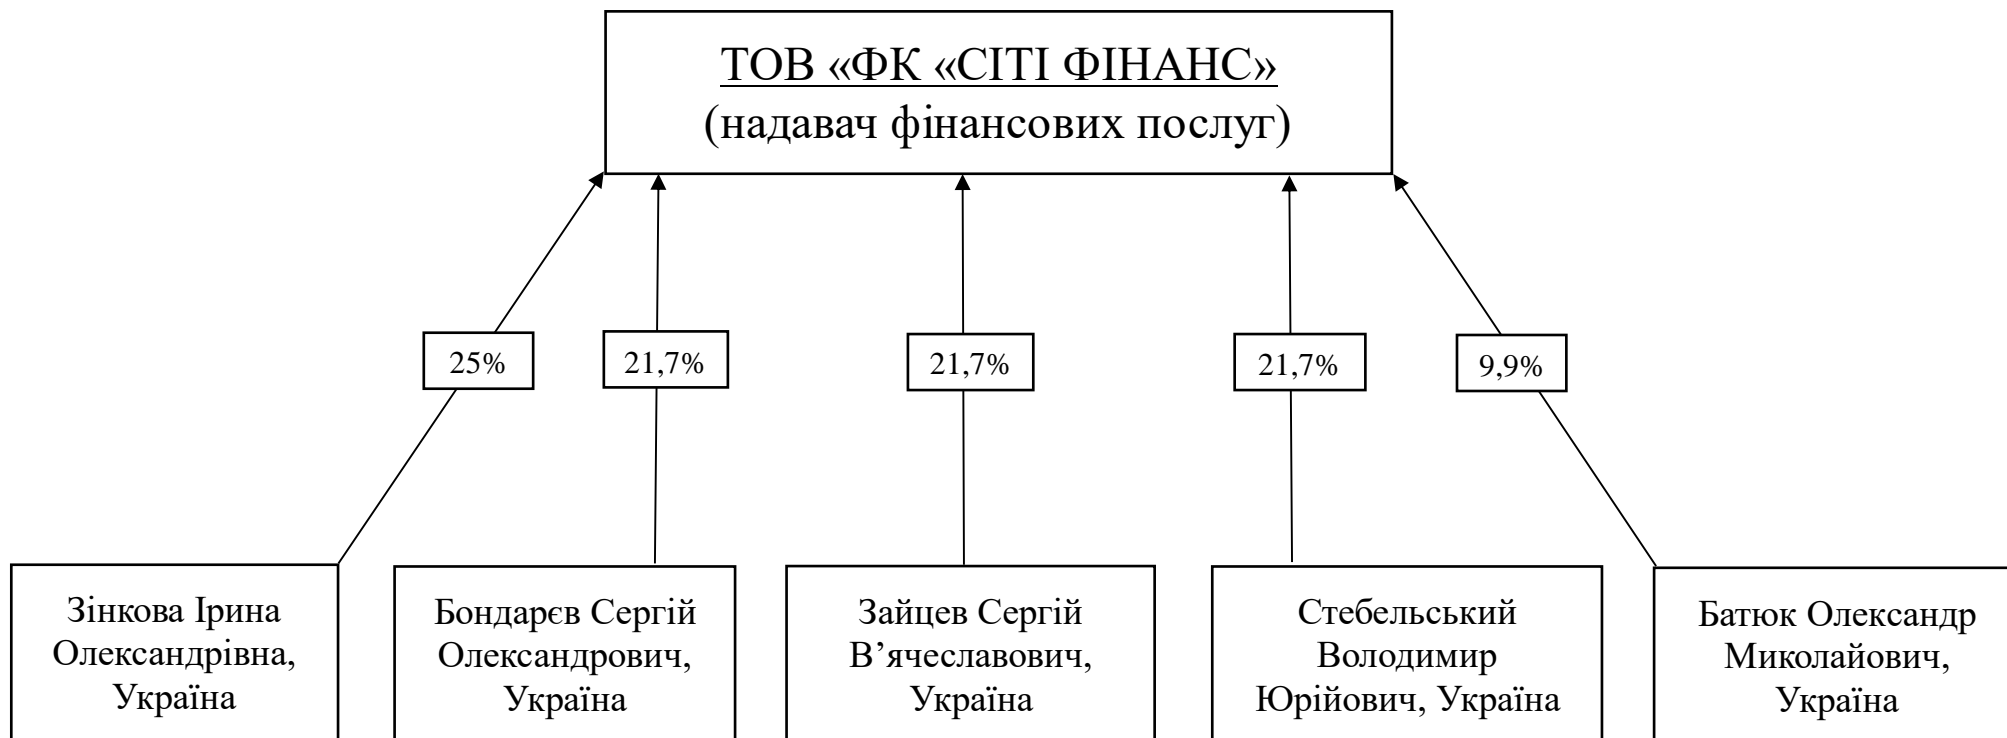 ТОВ «ФК «СІТІ ФІНАНС»
(надавач фінансових послуг)
25%
21,7%
21,7%
21,7%
9,9%
Зінкова Ірина
Олександрівна,
Україна
Бондарєв Сергій
Олександрович,
Україна
Зайцев Сергій
В’ячеславович,
Україна
Стебельський
Володимир
Юрійович, Україна
Батюк Олександр
Миколайович,
Україна